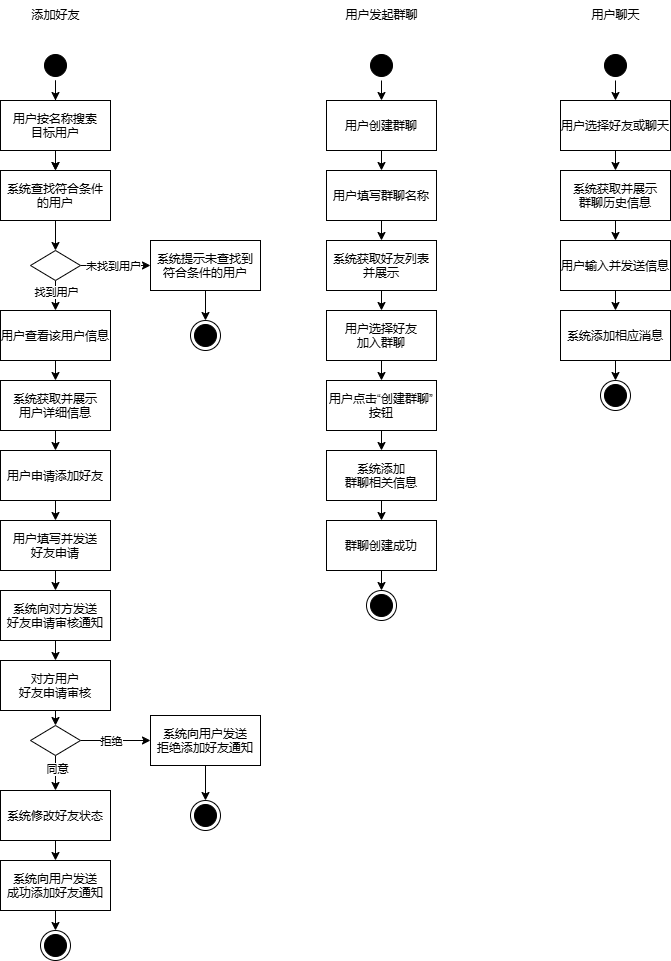 添加好友
用户按名称搜索
目标用户
系统查找符合条件
的用户
未找到用户
系统提示未查找到
符合条件的用户
找到用户
用户查看该用户信息
系统获取并展示
用户详细信息
用户申请添加好友
用户填写并发送
好友申请
系统向对方发送
好友申请审核通知
对方用户
好友申请审核
拒绝
系统向用户发送
拒绝添加好友通知
同意
系统修改好友状态
系统向用户发送
成功添加好友通知
用户发起群聊
用户创建群聊
用户填写群聊名称
系统获取好友列表
并展示
用户选择好友
加入群聊
用户点击“创建群聊”
按钮
系统添加
群聊相关信息
群聊创建成功
用户聊天
用户选择好友或聊天
系统获取并展示
群聊历史信息
用户输入并发送信息
系统添加相应消息